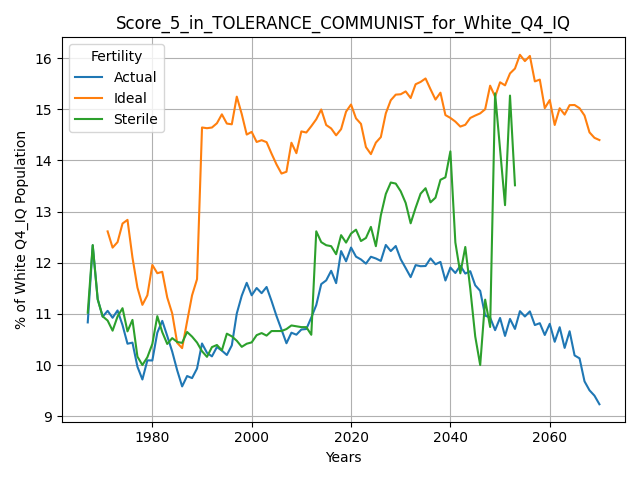 Score_5_in_TOLERANCE_COMMUNIST_for_White_Q4_IQ
% of White Q4_IQ Population
16
15
14
13
12
11
10
9
Fertility
Actual
Ideal
Sterile
1980
2000
2020
2040
2060
Years